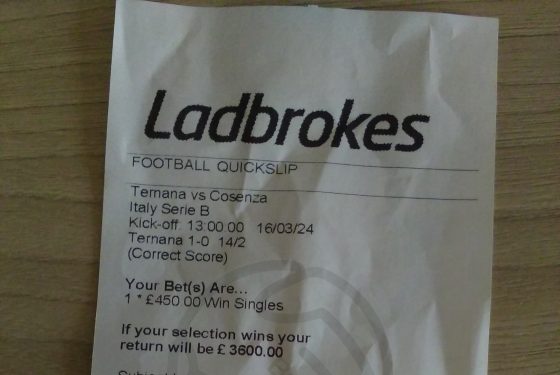 Ladbrokes
FOOTBALL QUICKSLIP
Ternana vs Cosenza
Italy Serie B
Kick-off 13:00 00 16/03/24
Ternana 1-0 14/2
(Correct Score)
Your Bet(s) Are...
1 * £450 00 Win Singles
If your selection wins your
return will be £ 3600.00